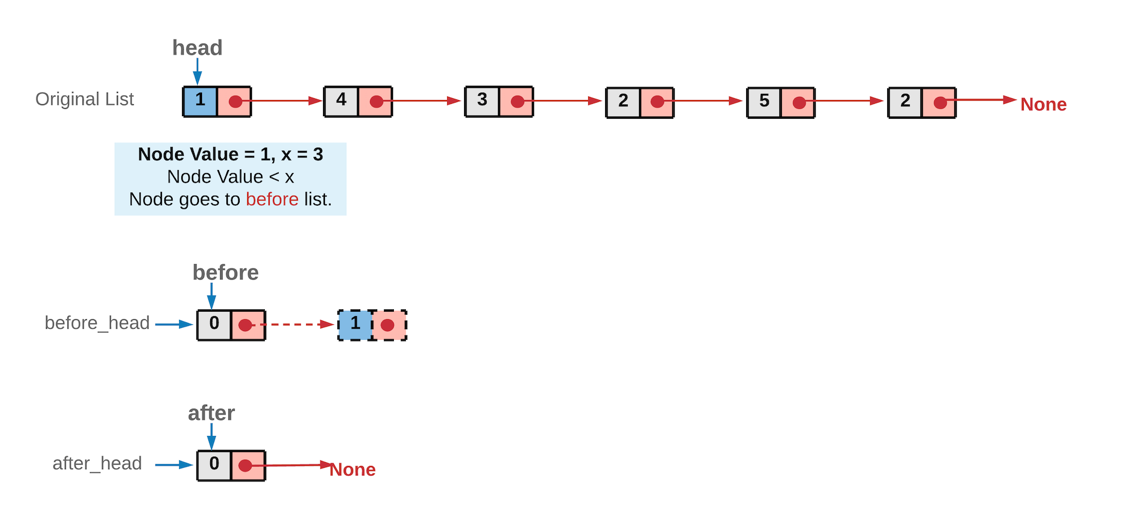 head
Original List 1 4 3 2 5 2 None
Node Value = 1, x = 3
Node Value < x
Node goes to before list.
before
before_head 0 1
after
after_head 0 None